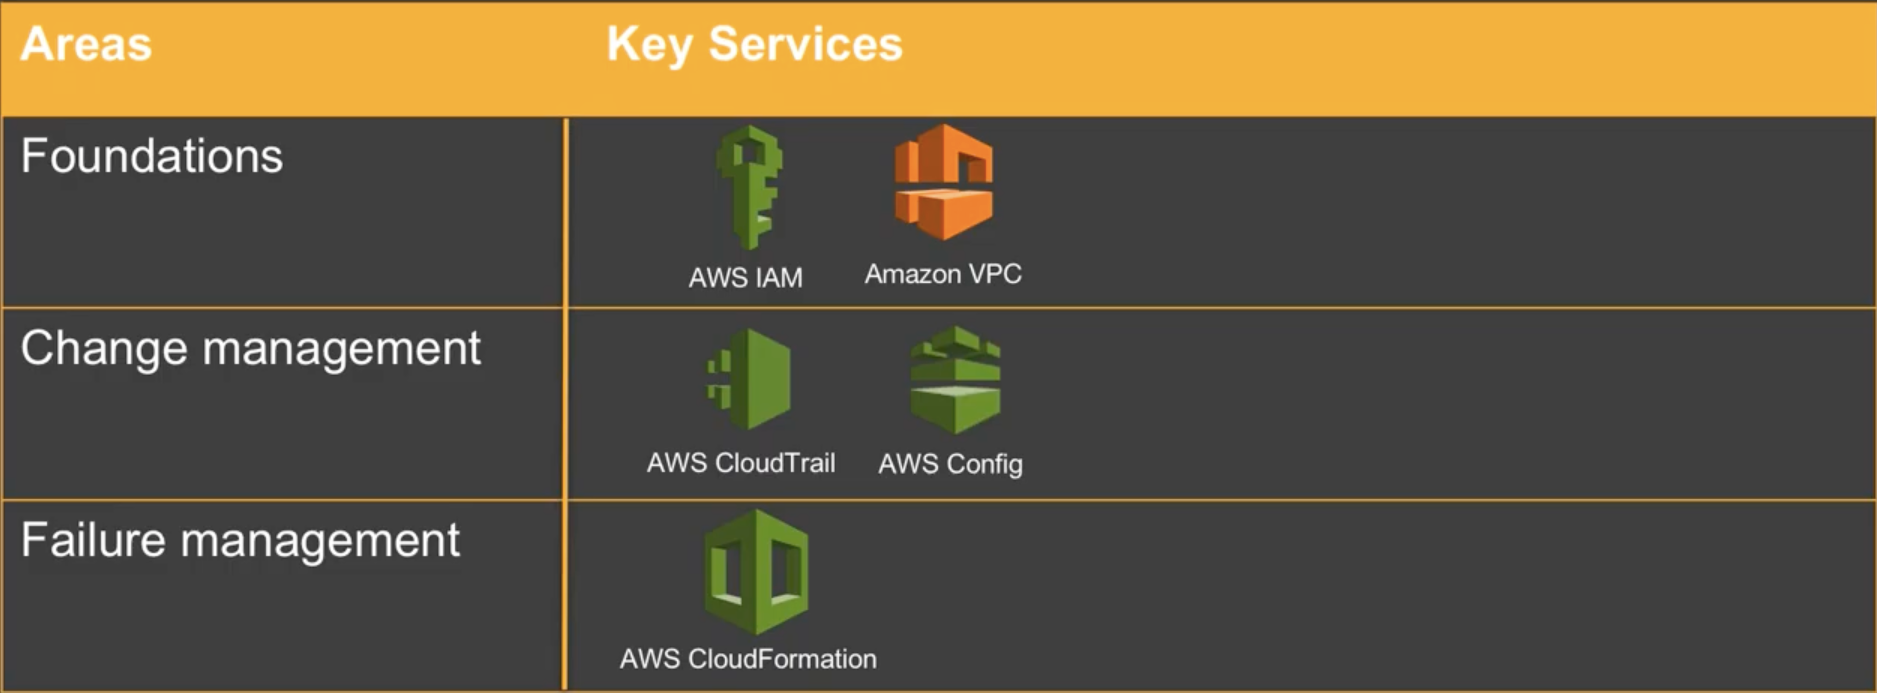 Areas
Key Services
Foundations
AWS IAM
Amazon VPC
Change management
AWS CloudTrail
AWS Config
Failure management
AWS CloudFormation